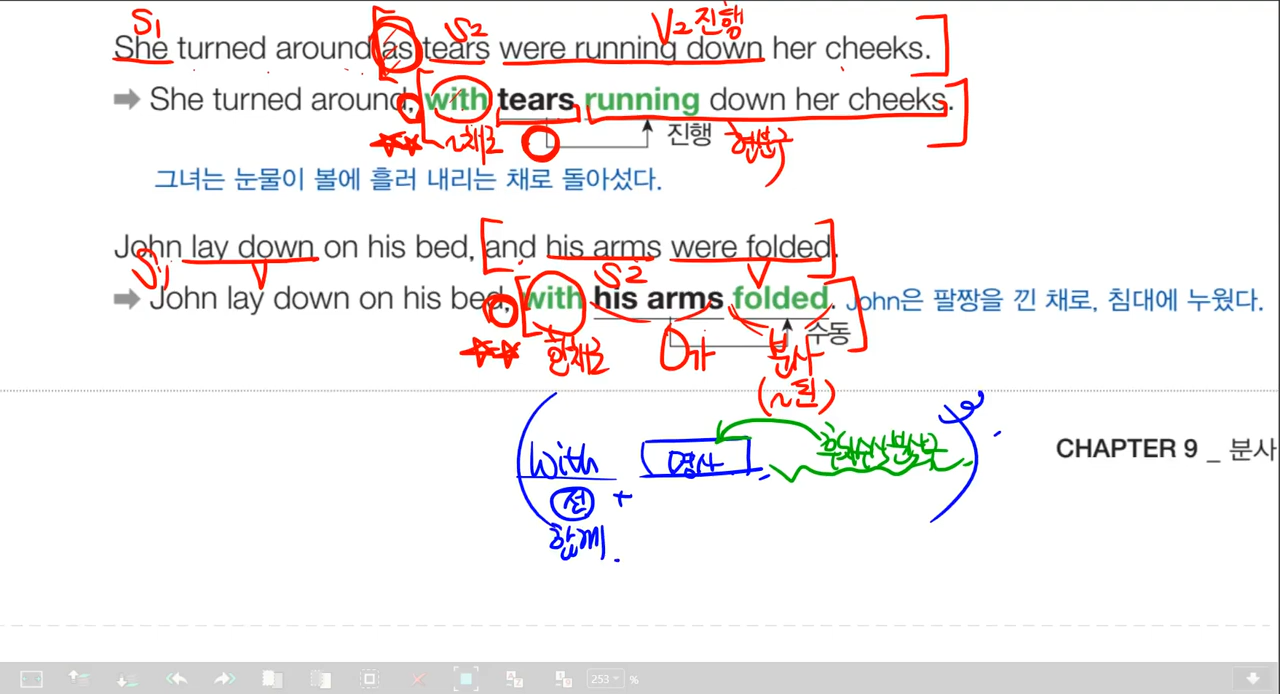 S1 S2 V2 진행
She turned around as tears were running down her cheeks.
➡ She turned around, with tears running down her cheeks.
~채로 진행 현분구
그녀는 눈물이 볼에 흘러 내리는 채로 돌아섰다.
John lay down on his bed, and his arms were folded.
S1 V S2 V
➡ John lay down on his bed, with his arms folded. John은 팔짱을 낀 채로, 침대에 누웠다.
수동
한채로 가 분사
(~된)
with 명사
CHAPTER 9 _ 분사
전 +
함께.
253 %